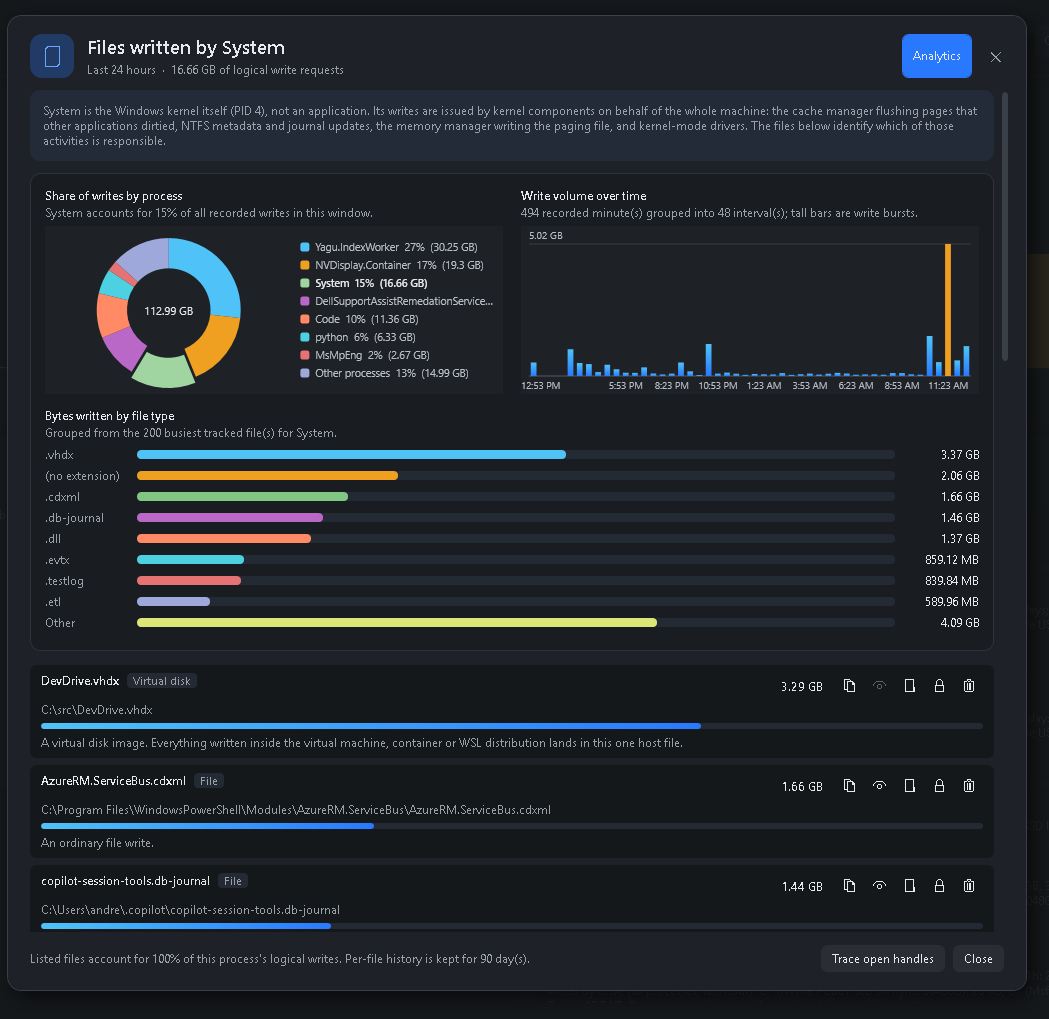 Files written by System
Last 24 hours · 16.66 GB of logical write requests
Analytics
System is the Windows kernel itself (PID 4), not an application. Its writes are issued by kernel components on behalf of the whole machine: the cache manager flushing pages that
other applications dirtied, NTFS metadata and journal updates, the memory manager writing the paging file, and kernel-mode drivers. The files below identify which of those
activities is responsible.
Share of writes by process
System accounts for 15% of all recorded writes in this window.
112.99 GB
Yagu.IndexWorker 27% (30.25 GB)
NVDisplay.Container 17% (19.3 GB)
System 15% (16.66 GB)
DellSupportAssistRemedationService...
Code 10% (11.36 GB)
python 6% (6.33 GB)
MsMpEng 2% (2.67 GB)
Other processes 13% (14.99 GB)
Write volume over time
494 recorded minute(s) grouped into 48 interval(s); tall bars are write bursts.
5.02 GB
12:53 PM 5:53 PM 8:23 PM 10:53 PM 1:23 AM 3:53 AM 6:23 AM 8:53 AM 11:23 AM
Bytes written by file type
Grouped from the 200 busiest tracked file(s) for System.
.vhdx 3.37 GB
(no extension) 2.06 GB
.cdxml 1.66 GB
.db-journal 1.46 GB
.dll 1.37 GB
.evtx 859.12 MB
.testlog 839.84 MB
.etl 589.96 MB
Other 4.09 GB
DevDrive.vhdx Virtual disk 3.29 GB
C:\src\DevDrive.vhdx
A virtual disk image. Everything written inside the virtual machine, container or WSL distribution lands in this one host file.
AzureRM.ServiceBus.cdxml File 1.66 GB
C:\Program Files\WindowsPowerShell\Modules\AzureRM.ServiceBus\AzureRM.ServiceBus.cdxml
An ordinary file write.
copilot-session-tools.db-journal File 1.44 GB
C:\Users\andre\.copilot\copilot-session-tools.db-journal
Listed files account for 100% of this process's logical writes. Per-file history is kept for 90 day(s).
Trace open handles
Close